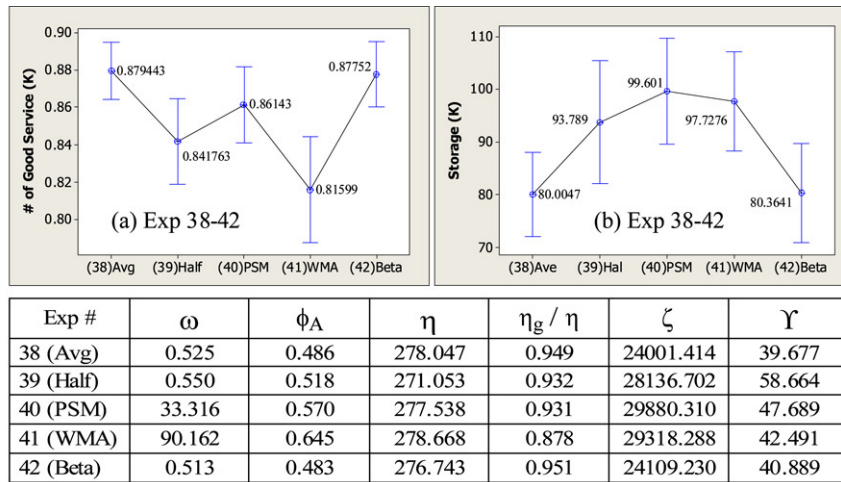 # of Good Service (K)
0.90
0.88
0.86
0.84
0.82
0.80
0.879443
0.841763
0.86143
0.81599
0.87752
(a) Exp 38-42
(38)Avg (39)Half (40)PSM (41)WMA (42)Beta
Storage (K)
110
100
90
80
70
80.0047
93.789
99.601
97.7276
80.3641
(b) Exp 38-42
(38)Ave (39)Hal (40)PSM (41)WMA (42)Beta
Exp # ω ϕA η ηg / η ζ ϒ
38 (Avg) 0.525 0.486 278.047 0.949 24001.414 39.677
39 (Half) 0.550 0.518 271.053 0.932 28136.702 58.664
40 (PSM) 33.316 0.570 277.538 0.931 29880.310 47.689
41 (WMA) 90.162 0.645 278.668 0.878 29318.288 42.491
42 (Beta) 0.513 0.483 276.743 0.951 24109.230 40.889